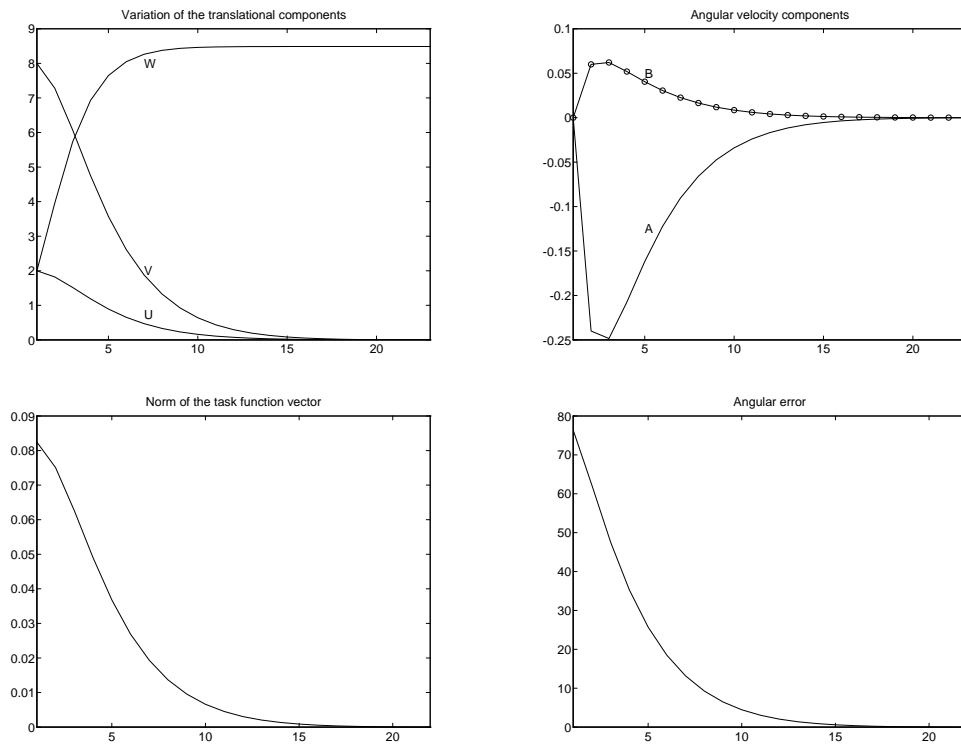 Variation of the translational components
9
8
7
6
5
4
3
2
1
0
5 10 15 20
W
V
U
Angular velocity components
0.1
0.05
0
-0.05
-0.1
-0.15
-0.2
-0.25
5 10 15 20
B
A
Norm of the task function vector
0.09
0.08
0.07
0.06
0.05
0.04
0.03
0.02
0.01
0
5 10 15 20
Angular error
80
70
60
50
40
30
20
10
0
5 10 15 20